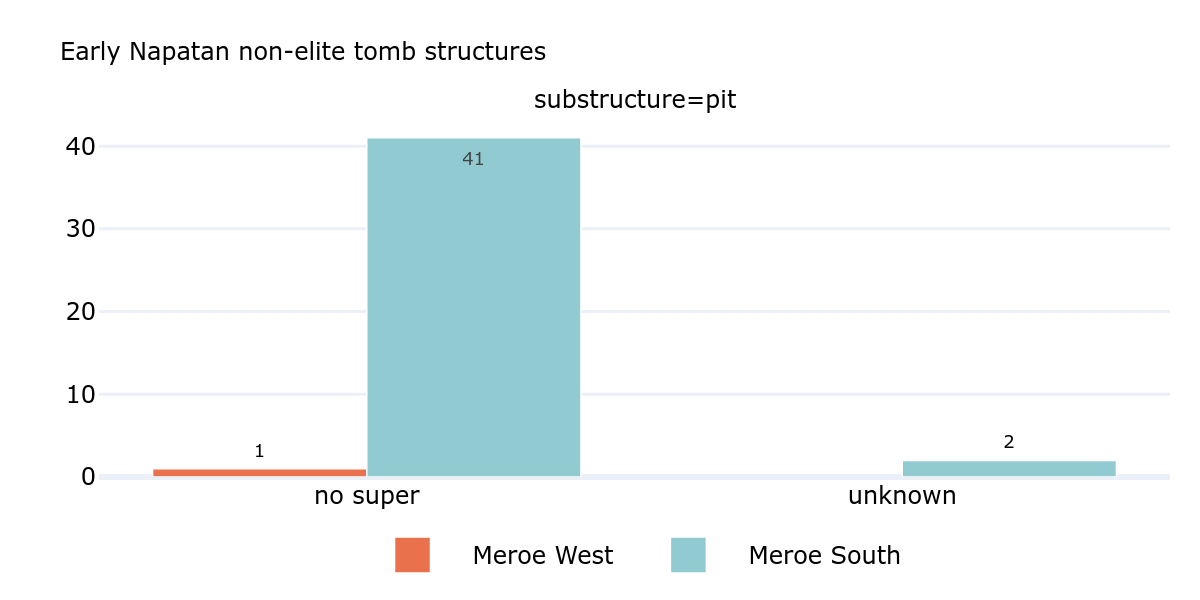 Early Napatan non-elite tomb structures
substructure=pit
40
41
30
20
10
1
2
0
no super
unknown
Meroe West
Meroe South